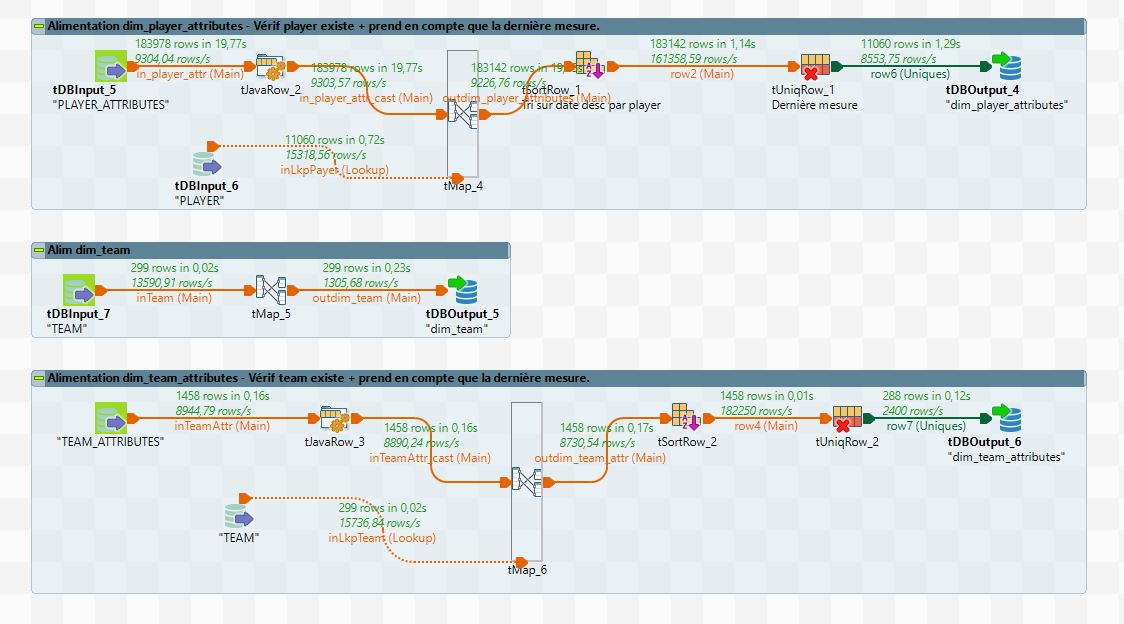 Alimentation dim_player_attributes - Vérif player existe + prend en compte que la dernière mesure.
183978 rows in 19,77s
9304,04 rows/s
in_player_attr (Main)
tDBInput_5
"PLAYER_ATTRIBUTES"
tJavaRow_2
183978 rows in 19,77s
9303,57 rows/s
in_player_attr_cast (Main)
tMap_4
183142 rows in 19,
9226,76 rows/s
outdim_player_attributes (Main)
tSortRow_1
Tri sur date desc par player
183142 rows in 1,14s
161358,59 rows/s
row2 (Main)
tUniqRow_1
Dernière mesure
11060 rows in 1,29s
8553,75 rows/s
row6 (Uniques)
tDBOutput_4
"dim_player_attributes"
11060 rows in 0,72s
15318,56 rows/s
inLkpPayer (Lookup)
tDBInput_6
"PLAYER"
Alim dim_team
299 rows in 0,02s
13590,91 rows/s
inTeam (Main)
tDBInput_7
"TEAM"
tMap_5
299 rows in 0,23s
1305,68 rows/s
outdim_team (Main)
tDBOutput_5
"dim_team"
Alimentation dim_team_attributes - Vérif team existe + prend en compte que la dernière mesure.
1458 rows in 0,16s
8944,79 rows/s
inTeamAttr (Main)
"TEAM_ATTRIBUTES"
tJavaRow_3
1458 rows in 0,16s
8890,24 rows/s
inTeamAttr_cast (Main)
1458 rows in 0,17s
8730,54 rows/s
outdim_team_attr (Main)
tSortRow_2
1458 rows in 0,01s
182250 rows/s
row4 (Main)
tUniqRow_2
288 rows in 0,12s
2400 rows/s
row7 (Uniques)
tDBOutput_6
"dim_team_attributes"
299 rows in 0,02s
15736,84 rows/s
inLkpTeam (Lookup)
"TEAM"
tMap_6